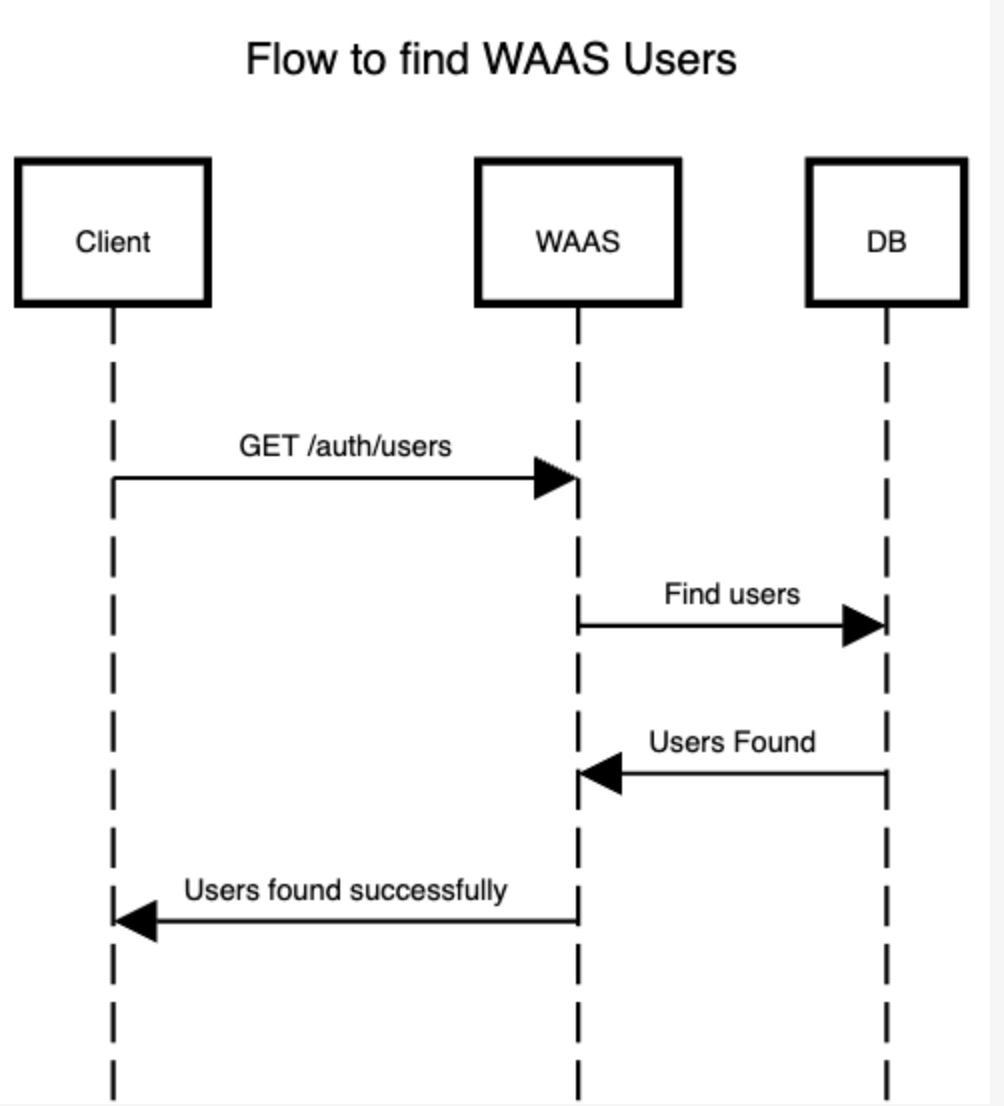 Flow to find WAAS Users
Client
WAAS
DB
GET /auth/users
Find users
Users Found
Users found successfully